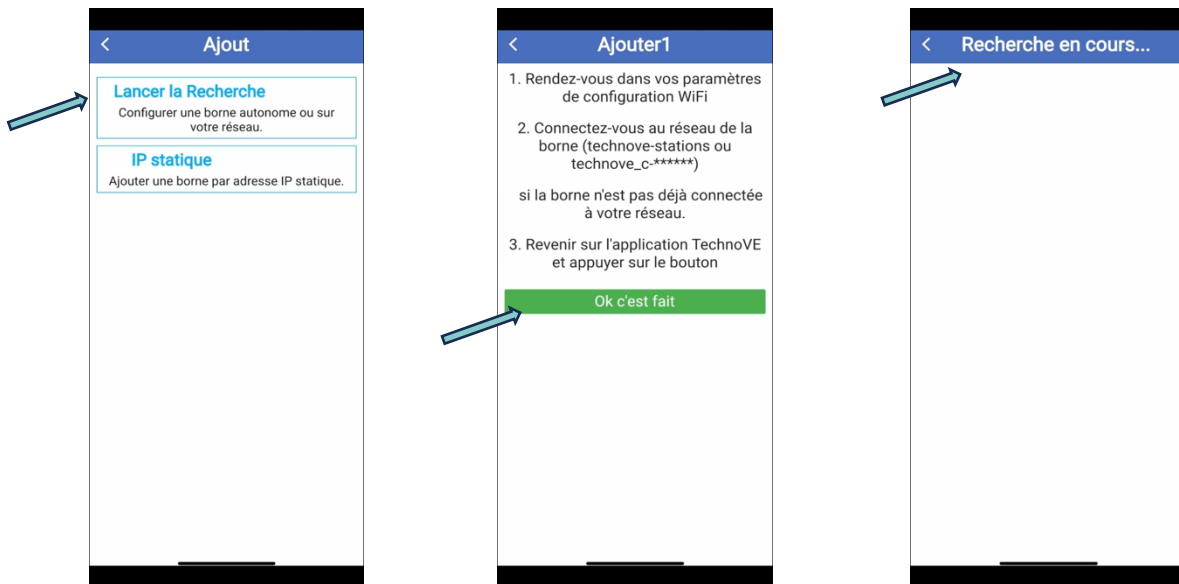 Ajout
Lancer la Recherche
Configurer une borne autonome ou sur
votre réseau.
IP statique
Ajouter une borne par adresse IP statique.
Ajouter1
1. Rendez-vous dans vos paramètres
de configuration WiFi
2. Connectez-vous au réseau de la
borne (technove-stations ou
technove_c-******)
si la borne n'est pas déjà connectée
à votre réseau.
3. Revenir sur l'application TechnoVE
et appuyer sur le bouton
Ok c'est fait
Recherche en cours...